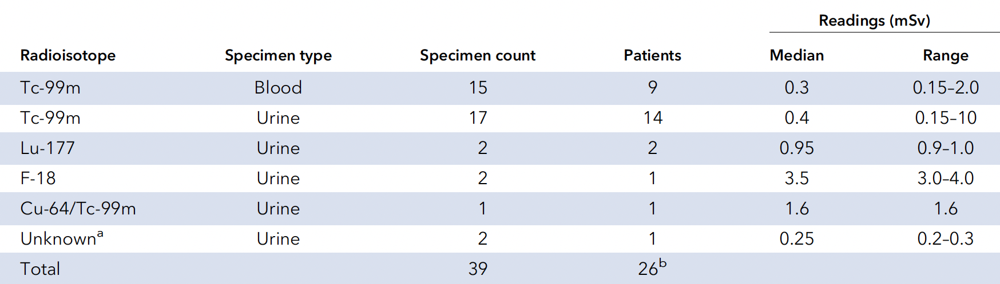 Readings (mSv)
Radioisotope Specimen type Specimen count Patients Median Range
Tc-99m Blood 15 9 0.3 0.15–2.0
Tc-99m Urine 17 14 0.4 0.15–10
Lu-177 Urine 2 2 0.95 0.9–1.0
F-18 Urine 2 1 3.5 3.0–4.0
Cu-64/Tc-99m Urine 1 1 1.6 1.6
Unknownᵃ Urine 2 1 0.25 0.2–0.3
Total 39 26ᵇ